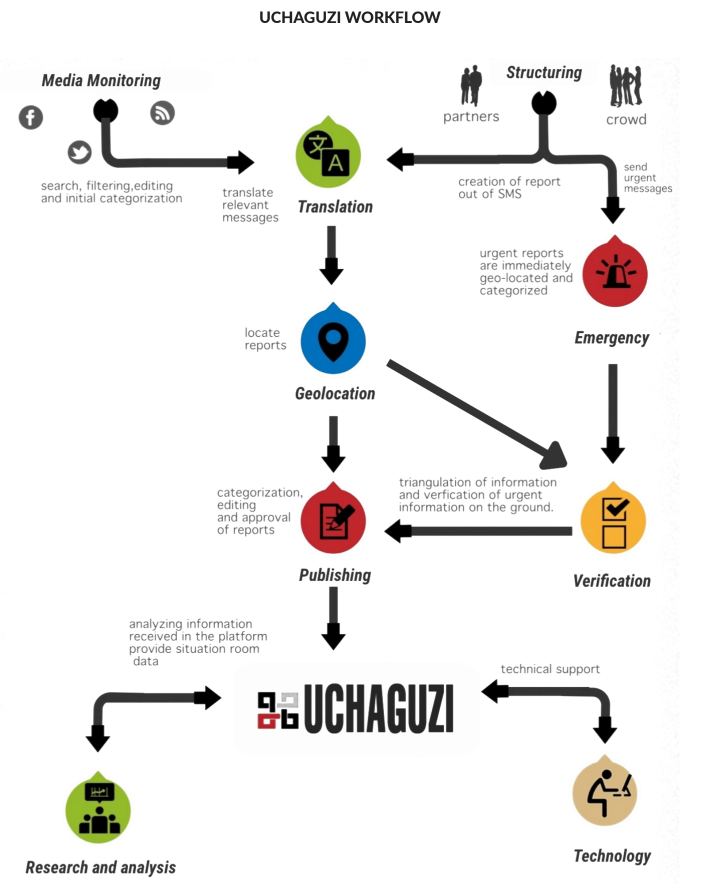 UCHAGUZI WORKFLOW
Media Monitoring
Structuring
partners
crowd
search, filtering,editing
and initial categorization
translate
relevant
messages
文
A
Translation
creation of report
out of SMS
send
urgent
messages
urgent reports
are immediately
geo-located and
categorized
Emergency
locate
reports
Geolocation
categorization,
editing
and approval
of reports
triangulation of information
and verfication of urgent
information on the ground.
Publishing
Verification
analyzing information
received in the platform
provide situation room
data
UCHAGUZI
technical support
Research and analysis
Technology